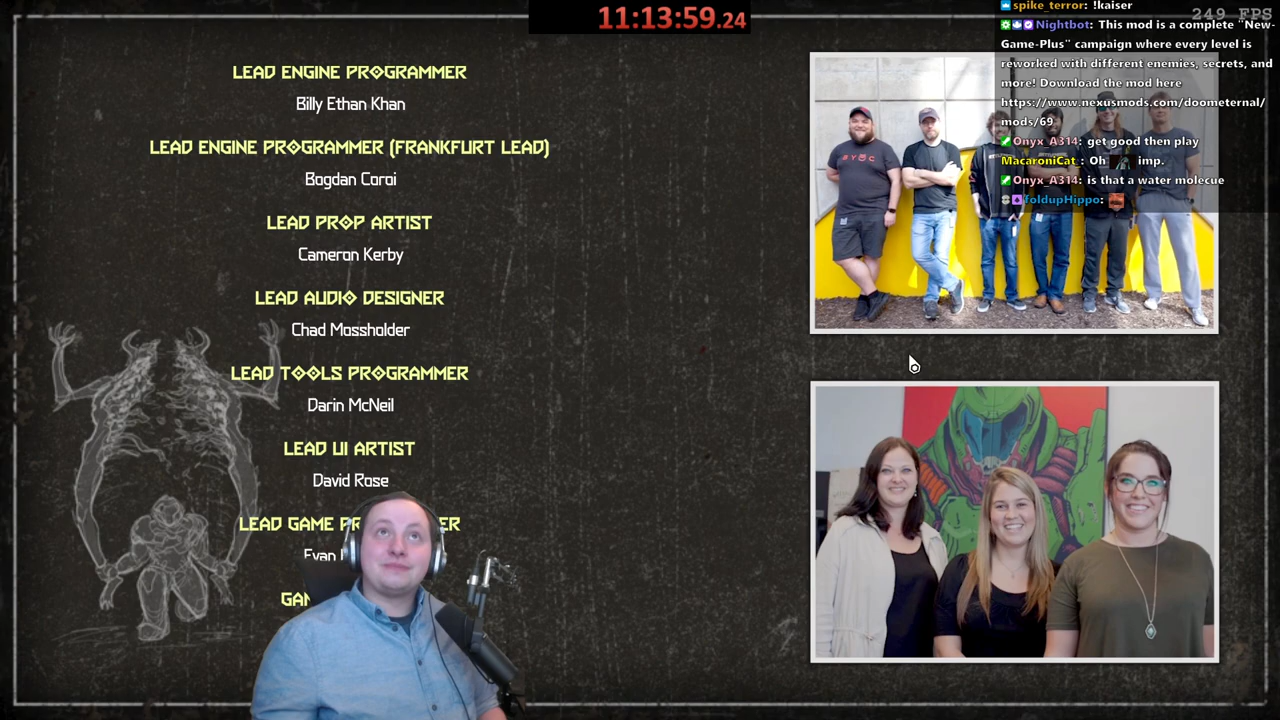 11:13:59.24
249 FPS
LEAD ENGINE PROGRAMMER
Billy Ethan Khan
LEAD ENGINE PROGRAMMER (FRANKFURT LEAD)
Bogdan Coroi
LEAD PROP ARTIST
Cameron Kerby
LEAD AUDIO DESIGNER
Chad Mossholder
LEAD TOOLS PROGRAMMER
Darin McNeil
LEAD UI ARTIST
David Rose
LEAD GAME
Evan
spike_terror: !kaiser
Nightbot: This mod is a complete "New-
Game-Plus" campaign where every level is
reworked with different enemies, secrets, and
more! Download the mod here
https://www.nexusmods.com/doometernal/
mods/69
Onyx_A314: get good then play
MacaroniCat : Oh imp.
Onyx_A314: is that a water molecue
foldupHippo: